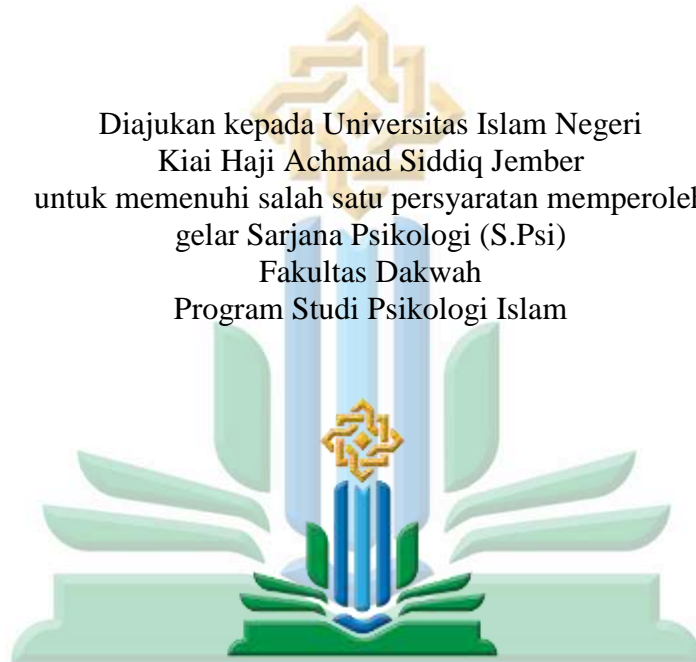 Diajukan kepada Universitas Islam Negeri
Kiai Haji Achmad Siddiq Jember
untuk memenuhi salah satu persyaratan memperoleh
gelar Sarjana Psikologi (S.Psi)
Fakultas Dakwah
Program Studi Psikologi Islam